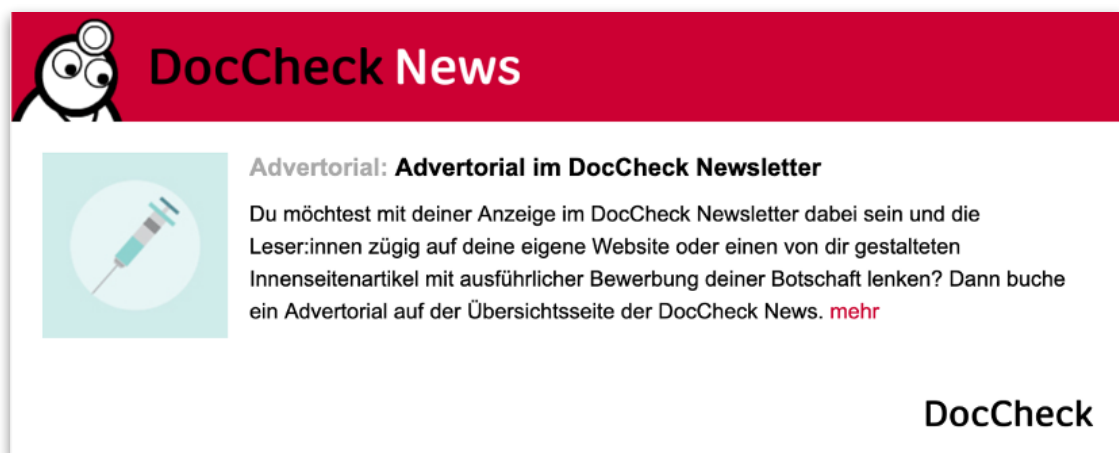 DocCheck News
Advertorial: Advertorial im DocCheck Newsletter
Du möchtest mit deiner Anzeige im DocCheck Newsletter dabei sein und die
Leser:innen zügig auf deine eigene Website oder einen von dir gestalteten
Innenseitenartikel mit ausführlicher Bewerbung deiner Botschaft lenken? Dann buche
ein Advertorial auf der Übersichtsseite der DocCheck News. mehr
DocCheck